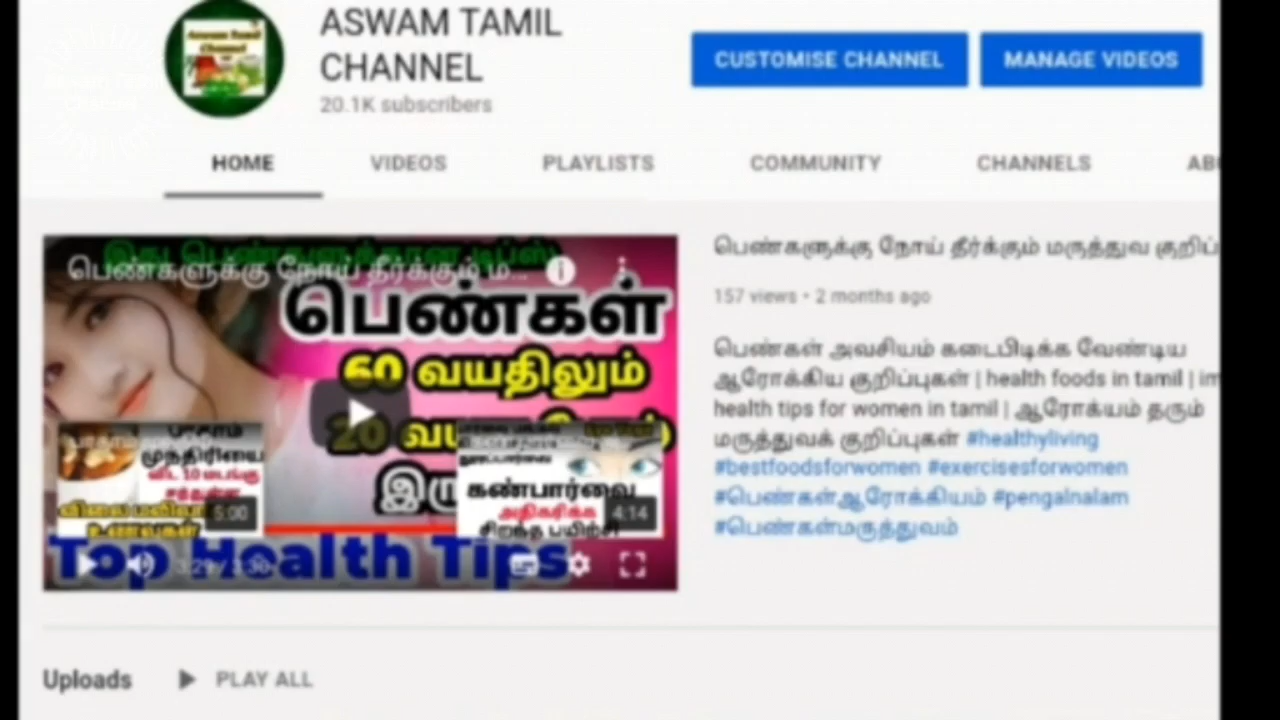 ASWAM TAMIL
CHANNEL
20.1K subscribers
CUSTOMISE CHANNEL
MANAGE VIDEOS
HOME
VIDEOS
PLAYLISTS
COMMUNITY
CHANNELS
பெண்களுக்கு நோய் தீர்க்கும் ம...
பெண்கள்
60 வயதிலும்
20
முந்திரியை
5:00
கண்பார்வை
அதிகரிக்க
சிறந்த பயிற்சி
4:14
Top Health Tips
பெண்களுக்கு நோய் தீர்க்கும் மருத்துவ குறிப்
157 views • 2 months ago
பெண்கள் அவசியம் கடைபிடிக்க வேண்டிய
ஆரோக்கிய குறிப்புகள் | health foods in tamil | im
health tips for women in tamil | ஆரோக்யம் தரும்
மருத்துவக் குறிப்புகள் #healthyliving
#bestfoodsforwomen #exercisesforwomen
#பெண்கள்ஆரோக்கியம் #pengalnalam
#பெண்கள்மருத்துவம்
Uploads
PLAY ALL